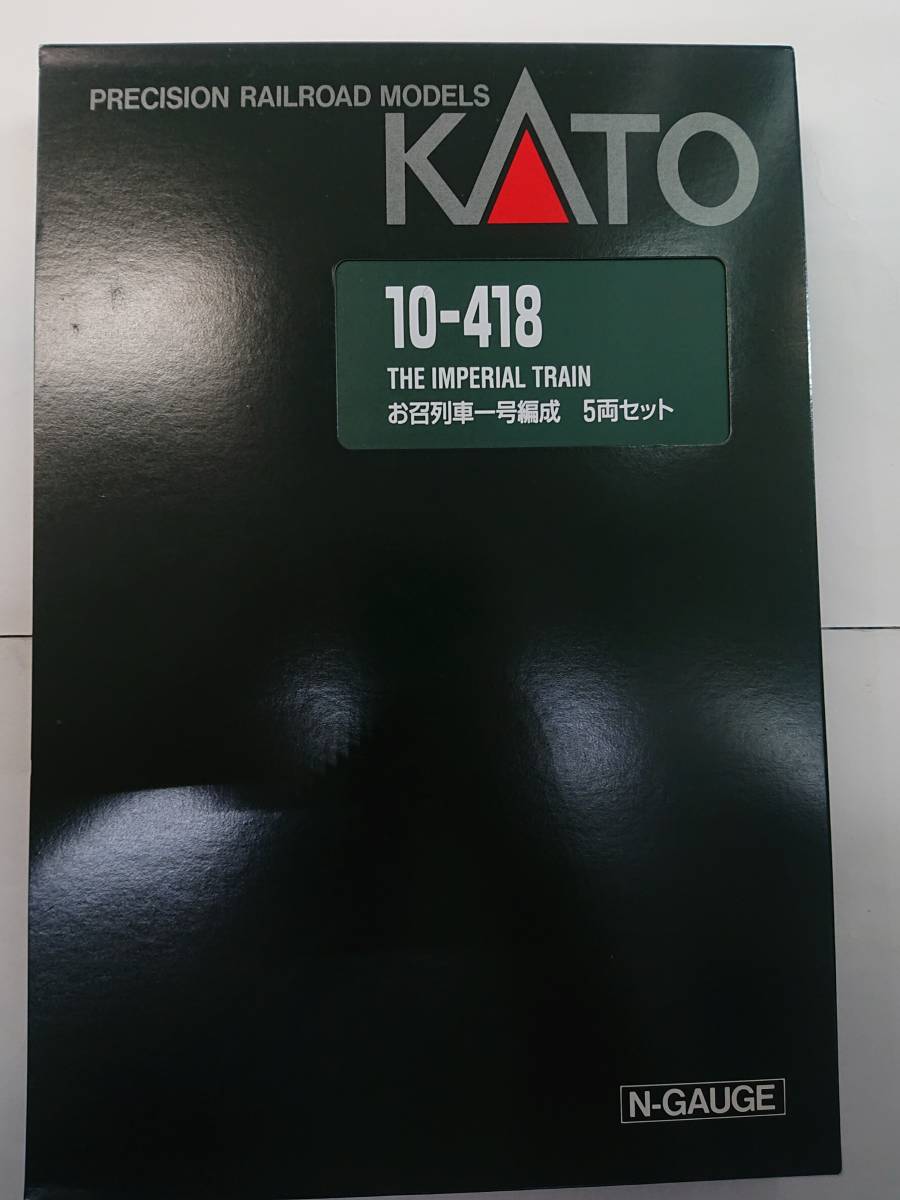 PRECISION RAILROAD MODELS
KATO
10-418
THE IMPERIAL TRAIN
お召列車一号編成 5両セット
N-GAUGE